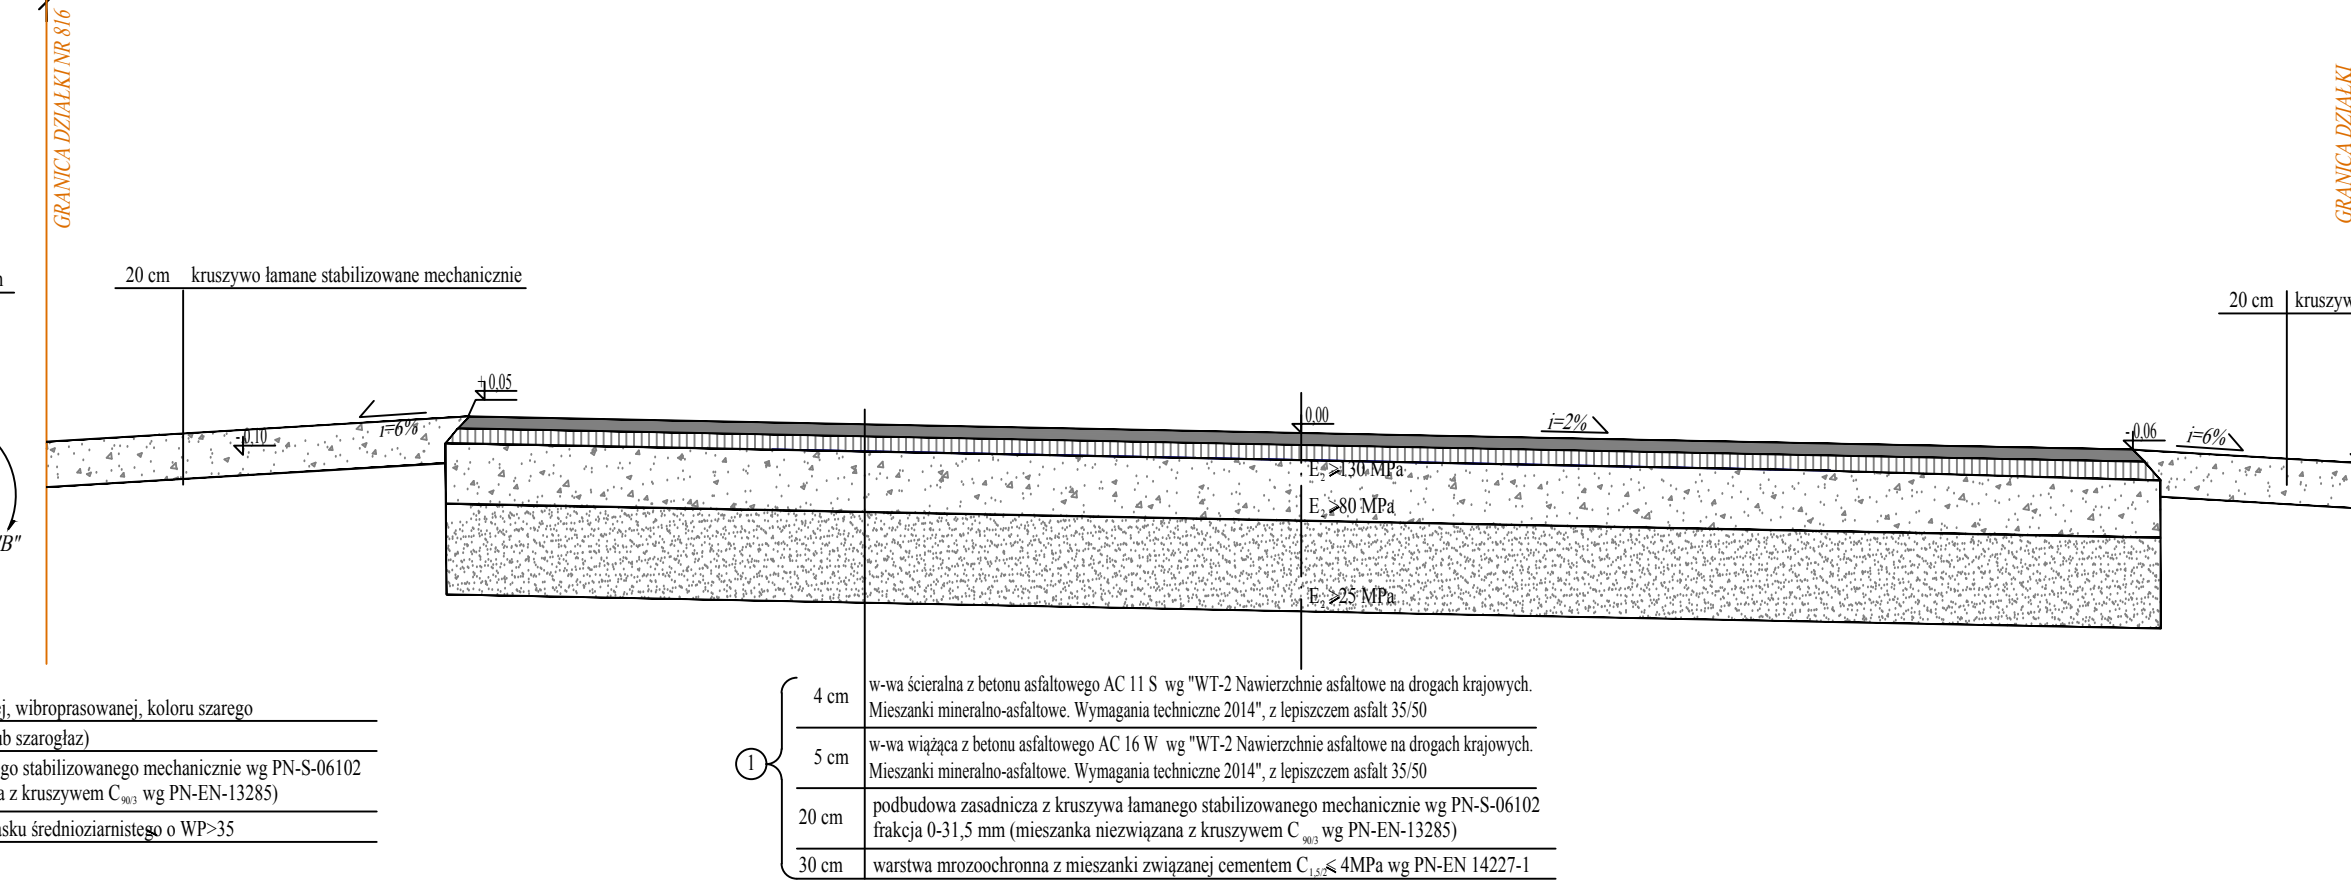 GRANICA DZIAŁKI NR 816
GRANICA DZIAŁKI
20 cm kruszywo łamane stabilizowane mechanicznie
20 cm
+ 0,05
i=6%
- 0,10
0,00
i=2%
- 0,06
i=6%
E2 ⩾130 MPa
E2 ⩾80 MPa
"B"
E2 ⩾25 MPa
wibroprasowanej, koloru szarego
szarogłaz)
stabilizowanego mechanicznie wg PN-S-06102
z kruszywem C90/3 wg PN-EN-13285)
średnioziarnistego o WP>35
1
4 cm w-wa ścieralna z betonu asfaltowego AC 11 S wg "WT-2 Nawierzchnie asfaltowe na drogach krajowych.
Mieszanki mineralno-asfaltowe. Wymagania techniczne 2014", z lepiszczem asfalt 35/50
5 cm w-wa wiążąca z betonu asfaltowego AC 16 W wg "WT-2 Nawierzchnie asfaltowe na drogach krajowych.
Mieszanki mineralno-asfaltowe. Wymagania techniczne 2014", z lepiszczem asfalt 35/50
20 cm podbudowa zasadnicza z kruszywa łamanego stabilizowanego mechanicznie wg PN-S-06102
frakcja 0-31,5 mm (mieszanka niezwiązana z kruszywem C90/3 wg PN-EN-13285)
30 cm warstwa mrozoochronna z mieszanki związanej cementem C1,5/2 ⩽ 4MPa wg PN-EN 14227-1